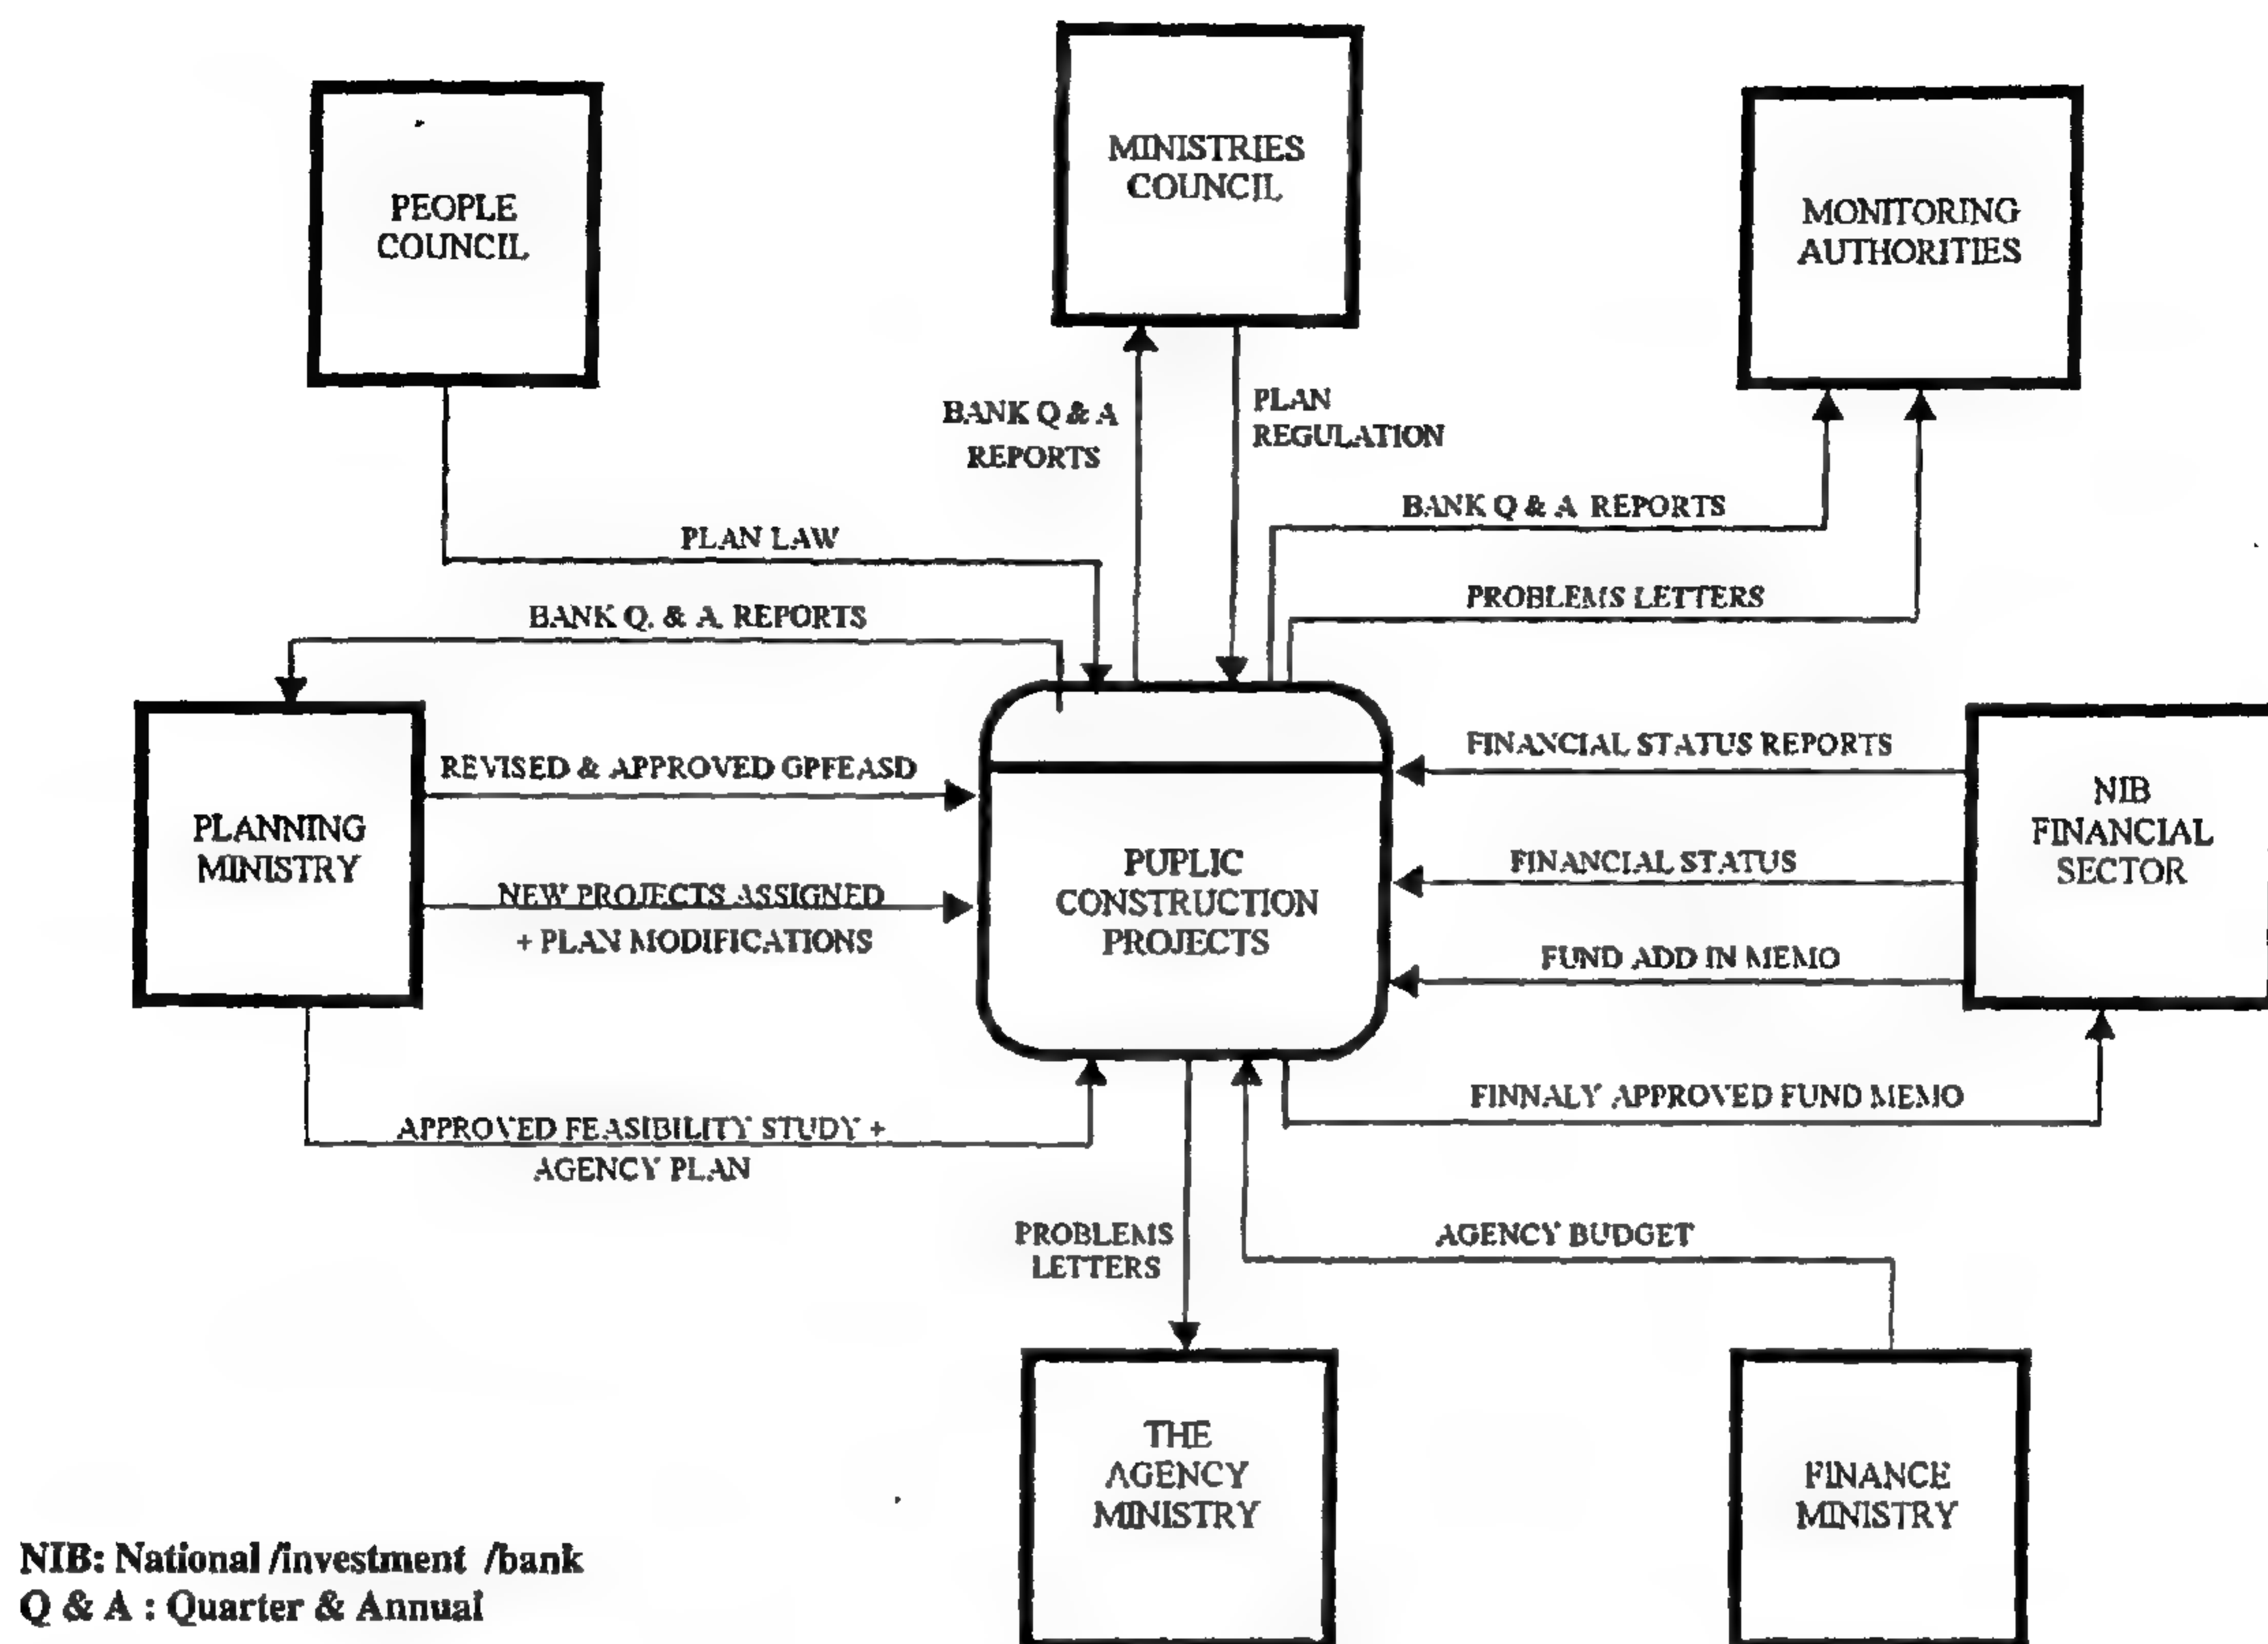 MINISTRIES
COUNCIL
PEOPLE
COUNCIL
MONITORING
AUTHORITIES
BANK Q & A
REPORTS
PLAN
REGULATION
BANK Q & A REPORTS
PLAN LAW
PROBLEMS LETTERS
BANK Q. & A. REPORTS
REVISED & APPROVED GPFEASD
FINANCIAL STATUS REPORTS
PLANNING
MINISTRY
NIB
FINANCIAL
SECTOR
PUPLIC
CONSTRUCTION
PROJECTS
FINANCIAL STATUS
NEW PROJECTS ASSIGNED
+ PLAN MODIFICATIONS
FUND ADD IN MEMO
FINNALY APPROVED FUND MEMO
APPROVED FEASIBILITY STUDY +
AGENCY PLAN
PROBLEMS
LETTERS
AGENCY BUDGET
THE
AGENCY
MINISTRY
FINANCE
MINISTRY
NIB: National /investment /bank
Q & A : Quarter & Annual